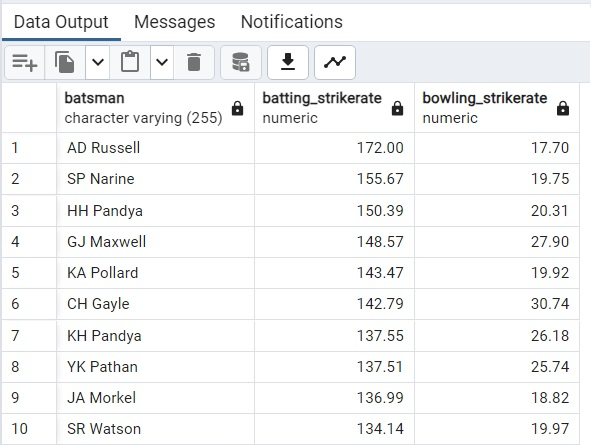 Data Output Messages Notifications
batsman batting_strikerate bowling_strikerate
character varying (255) numeric numeric
1 AD Russell 172.00 17.70
2 SP Narine 155.67 19.75
3 HH Pandya 150.39 20.31
4 GJ Maxwell 148.57 27.90
5 KA Pollard 143.47 19.92
6 CH Gayle 142.79 30.74
7 KH Pandya 137.55 26.18
8 YK Pathan 137.51 25.74
9 JA Morkel 136.99 18.82
10 SR Watson 134.14 19.97